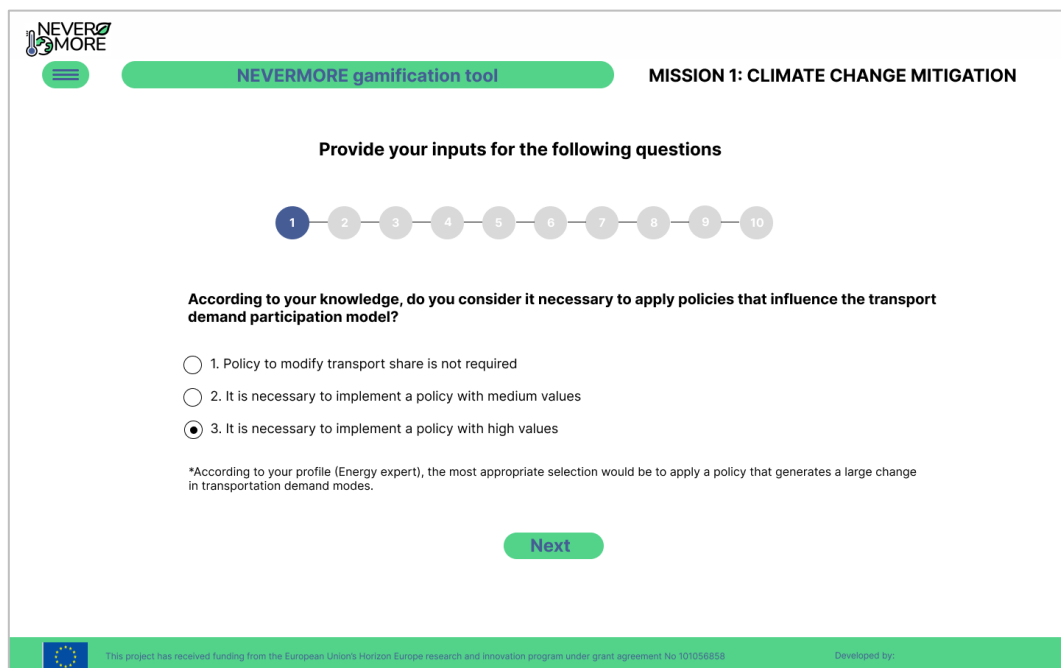 NEVER
MORE
NEVERMORE gamification tool
MISSION 1: CLIMATE CHANGE MITIGATION
Provide your inputs for the following questions
1 2 3 4 5 6 7 8 9 10
According to your knowledge, do you consider it necessary to apply policies that influence the transport
demand participation model?
1. Policy to modify transport share is not required
2. It is necessary to implement a policy with medium values
3. It is necessary to implement a policy with high values
*According to your profile (Energy expert), the most appropriate selection would be to apply a policy that generates a large change
in transportation demand modes.
Next
This project has received funding from the European Union's Horizon Europe research and innovation program under grant agreement No 101056858
Developed by: